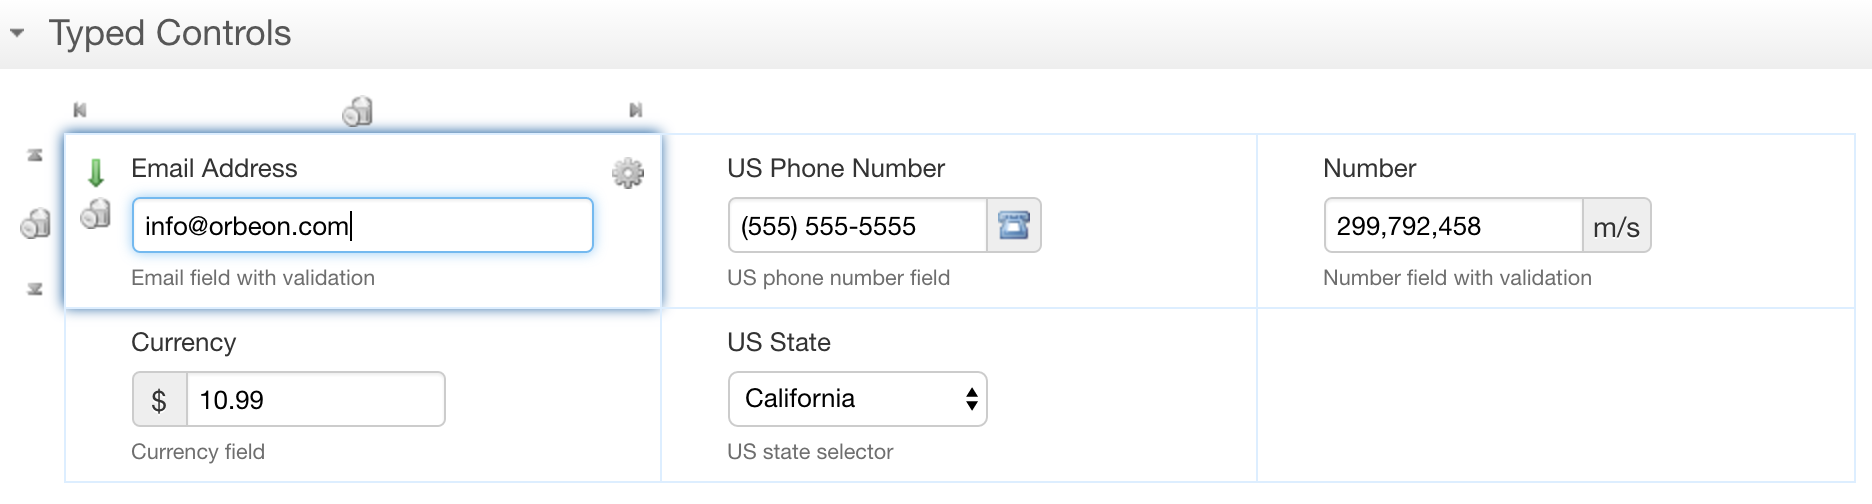 Typed Controls
Email Address
info@orbeon.com
Email field with validation
US Phone Number
(555) 555-5555
US phone number field
Number
299,792,458 m/s
Number field with validation
Currency
$ 10.99
Currency field
US State
California
US state selector